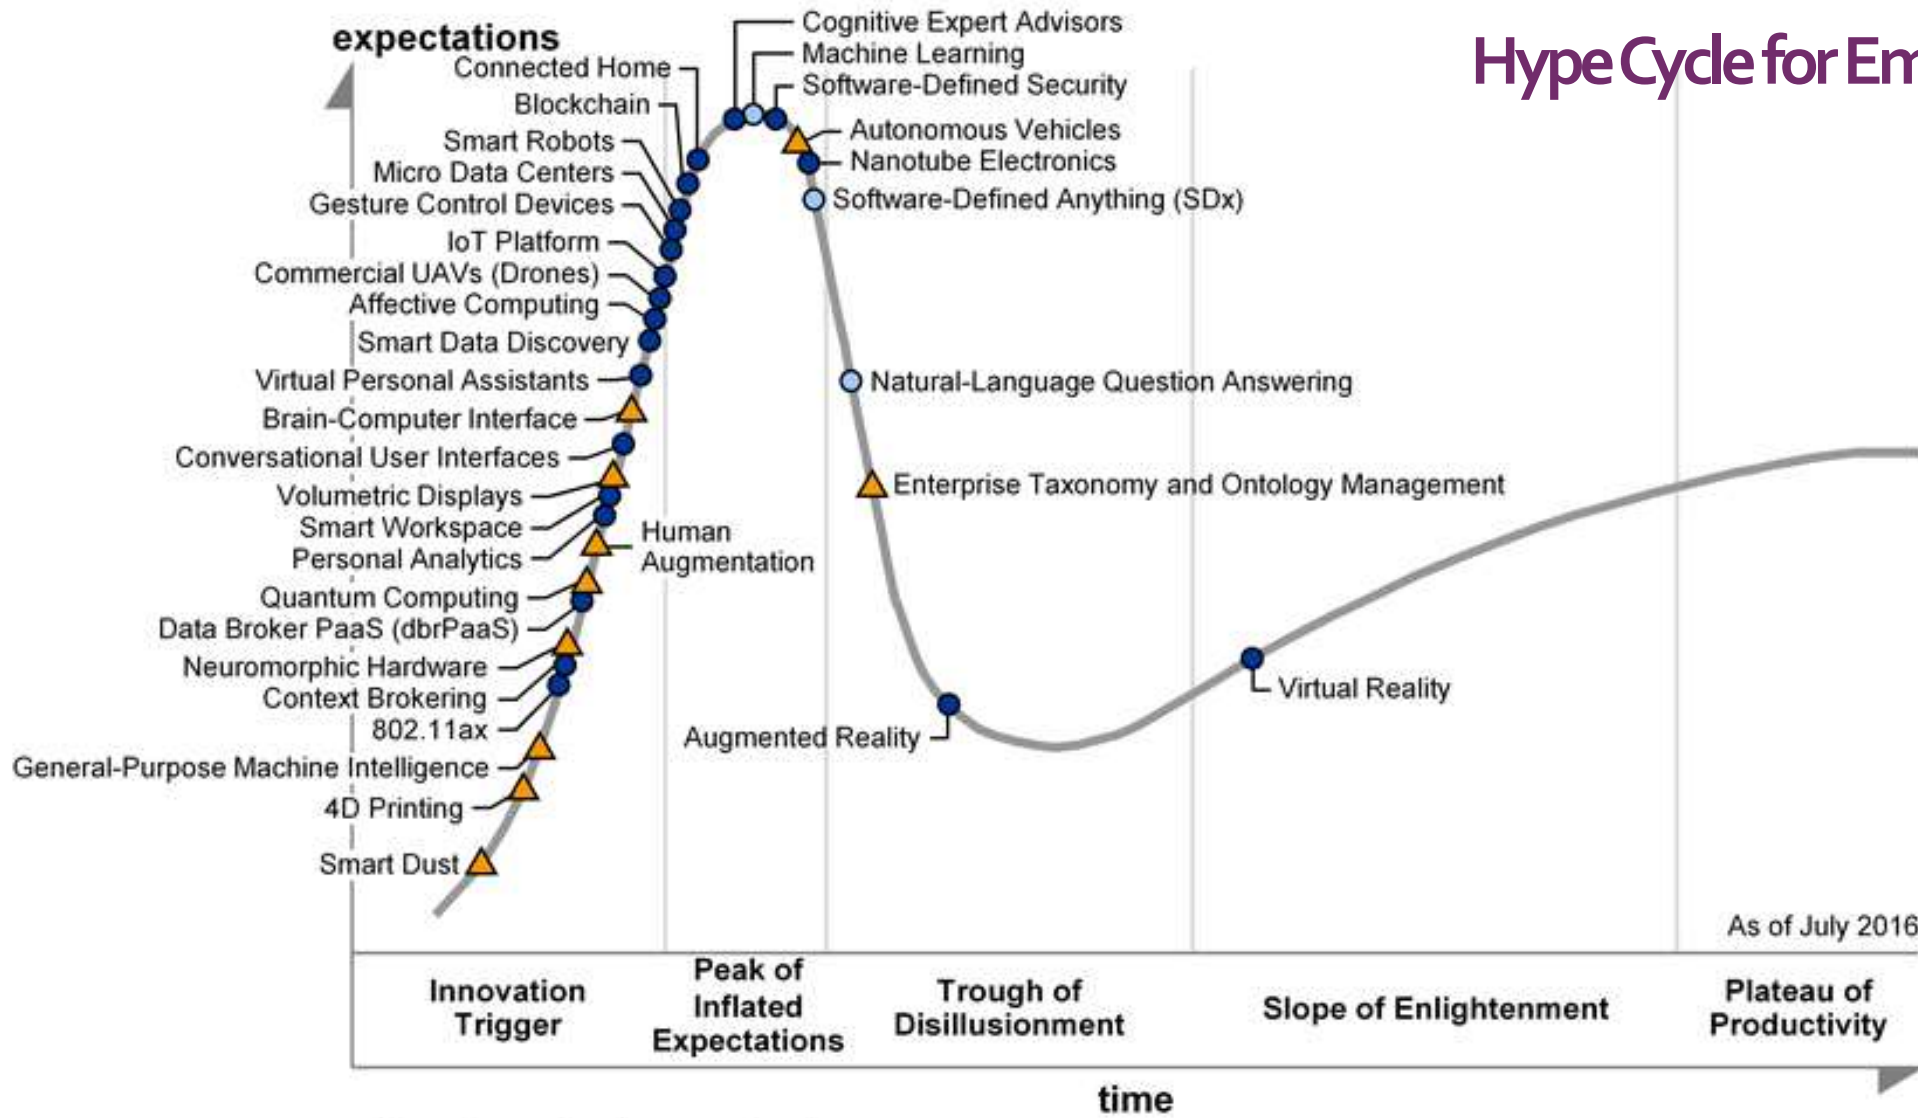 expectations
Hype Cycle for Em
Cognitive Expert Advisors
Machine Learning
Software-Defined Security
Connected Home
Blockchain
Smart Robots
Micro Data Centers
Gesture Control Devices
IoT Platform
Commercial UAVs (Drones)
Affective Computing
Smart Data Discovery
Virtual Personal Assistants
Brain-Computer Interface
Conversational User Interfaces
Volumetric Displays
Smart Workspace
Personal Analytics
Quantum Computing
Data Broker PaaS (dbrPaaS)
Neuromorphic Hardware
Context Brokering
802.11ax
General-Purpose Machine Intelligence
4D Printing
Smart Dust
Human
Augmentation
Autonomous Vehicles
Nanotube Electronics
Software-Defined Anything (SDx)
Natural-Language Question Answering
Enterprise Taxonomy and Ontology Management
Augmented Reality
Virtual Reality
As of July 2016
Innovation
Trigger
Peak of
Inflated
Expectations
Trough of
Disillusionment
Slope of Enlightenment
Plateau of
Productivity
time